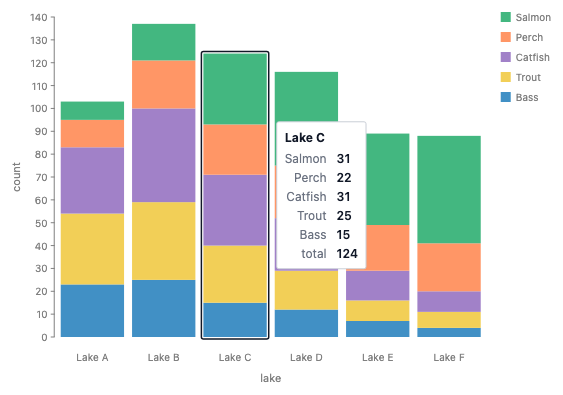 140
130
120
110
100
90
80
70
60
50
40
30
20
10
0
count
Lake A
Lake B
Lake C
Lake D
Lake E
Lake F
lake
Lake C
Salmon 31
Perch 22
Catfish 31
Trout 25
Bass 15
total 124
Salmon
Perch
Catfish
Trout
Bass